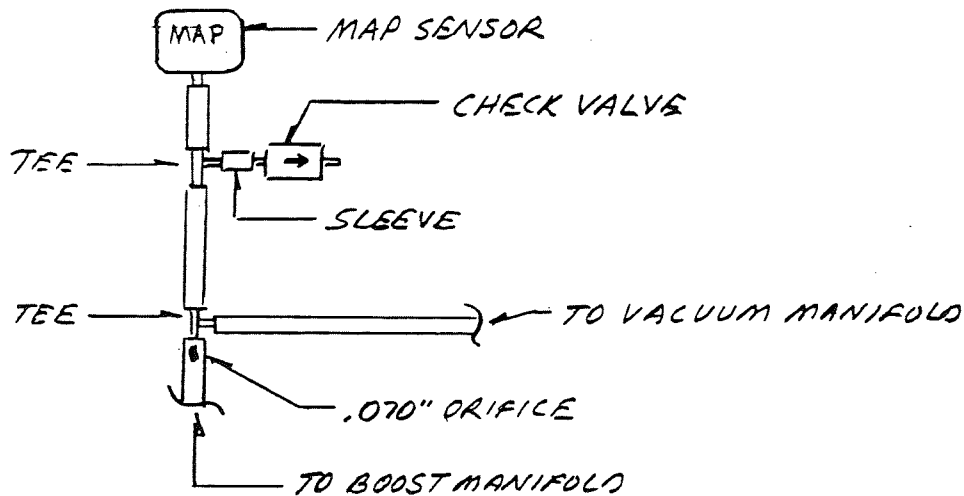 MAP
MAP SENSOR
CHECK VALVE
TEE
SLEEVE
TEE
TO VACUUM MANIFOLD
.070" ORIFICE
TO BOOST MANIFOLD